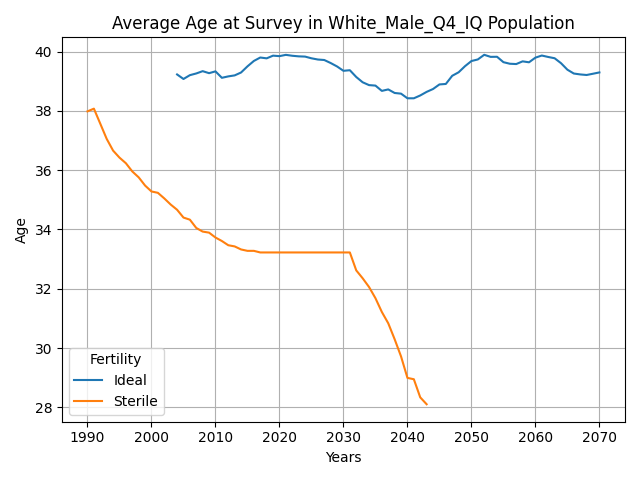 Average Age at Survey in White_Male_Q4_IQ Population
Age
40
38
36
34
32
30
28
Fertility
Ideal
Sterile
1990 2000 2010 2020 2030 2040 2050 2060 2070
Years